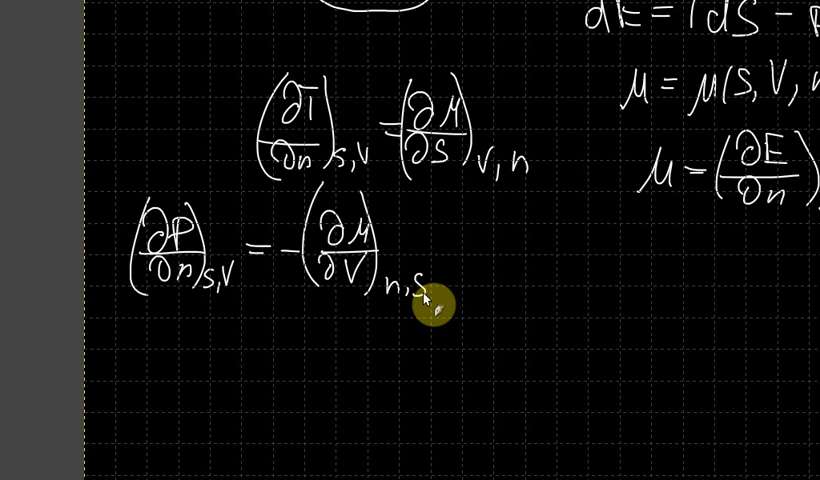 dE = TdS -
μ = μ(S, V, n
(∂T/∂n)_{S,V} = (∂μ/∂S)_{V,n}
μ = (∂E/∂n)
(∂P/∂n)_{S,V} = -(∂μ/∂V)_{n,S}